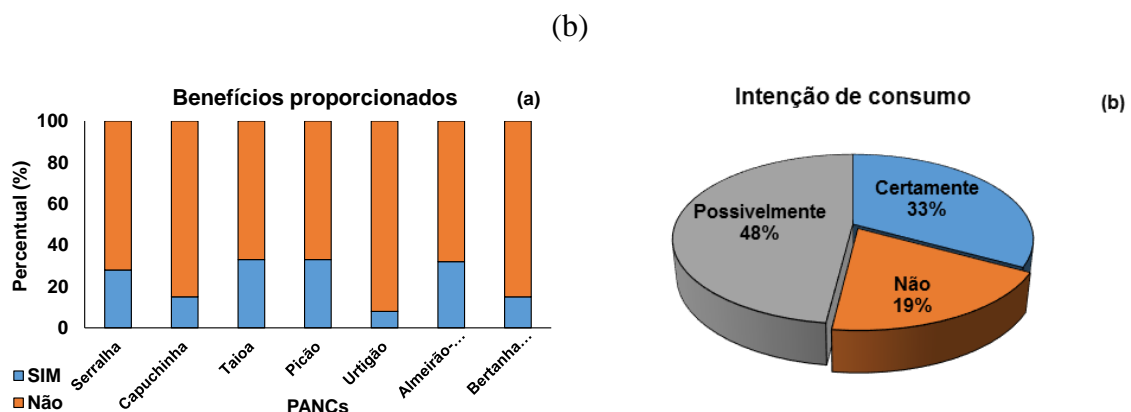 (b)
Benefícios proporcionados (a)
Percentual (%)
100
80
60
40
20
0
Serralha
Capuchinha
Taioa
Picão
Urtigão
Almeirão-...
Bertanha...
PANCs
SIM
Não
Intenção de consumo (b)
Certamente
33%
Possivelmente
48%
Não
19%